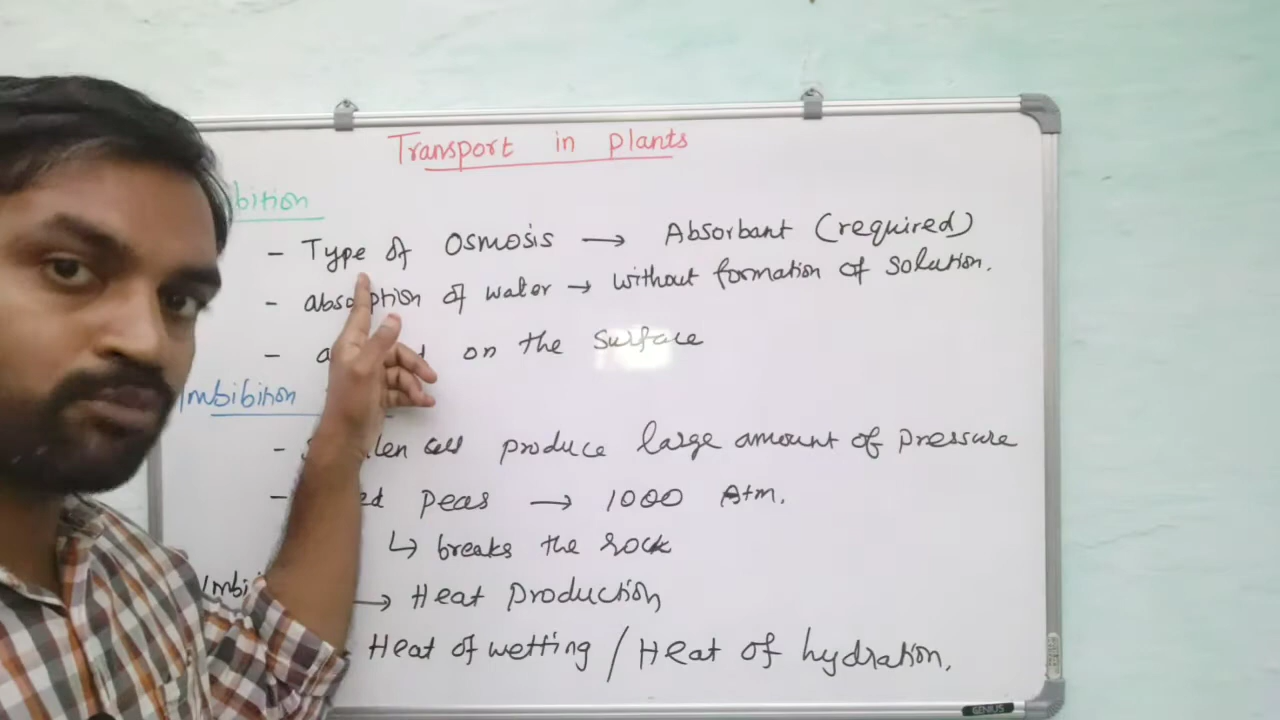 Transport in plants
bition
- Type of Osmosis → Absorbant (required)
- absorption of water → without formation of solution.
- on the surface
Imbibition
- produce large amount of pressure
- peas → 1000 Atm.
↳ breaks the rock
Imbi → Heat Production
Heat of wetting / Heat of hydration.
GENIUS